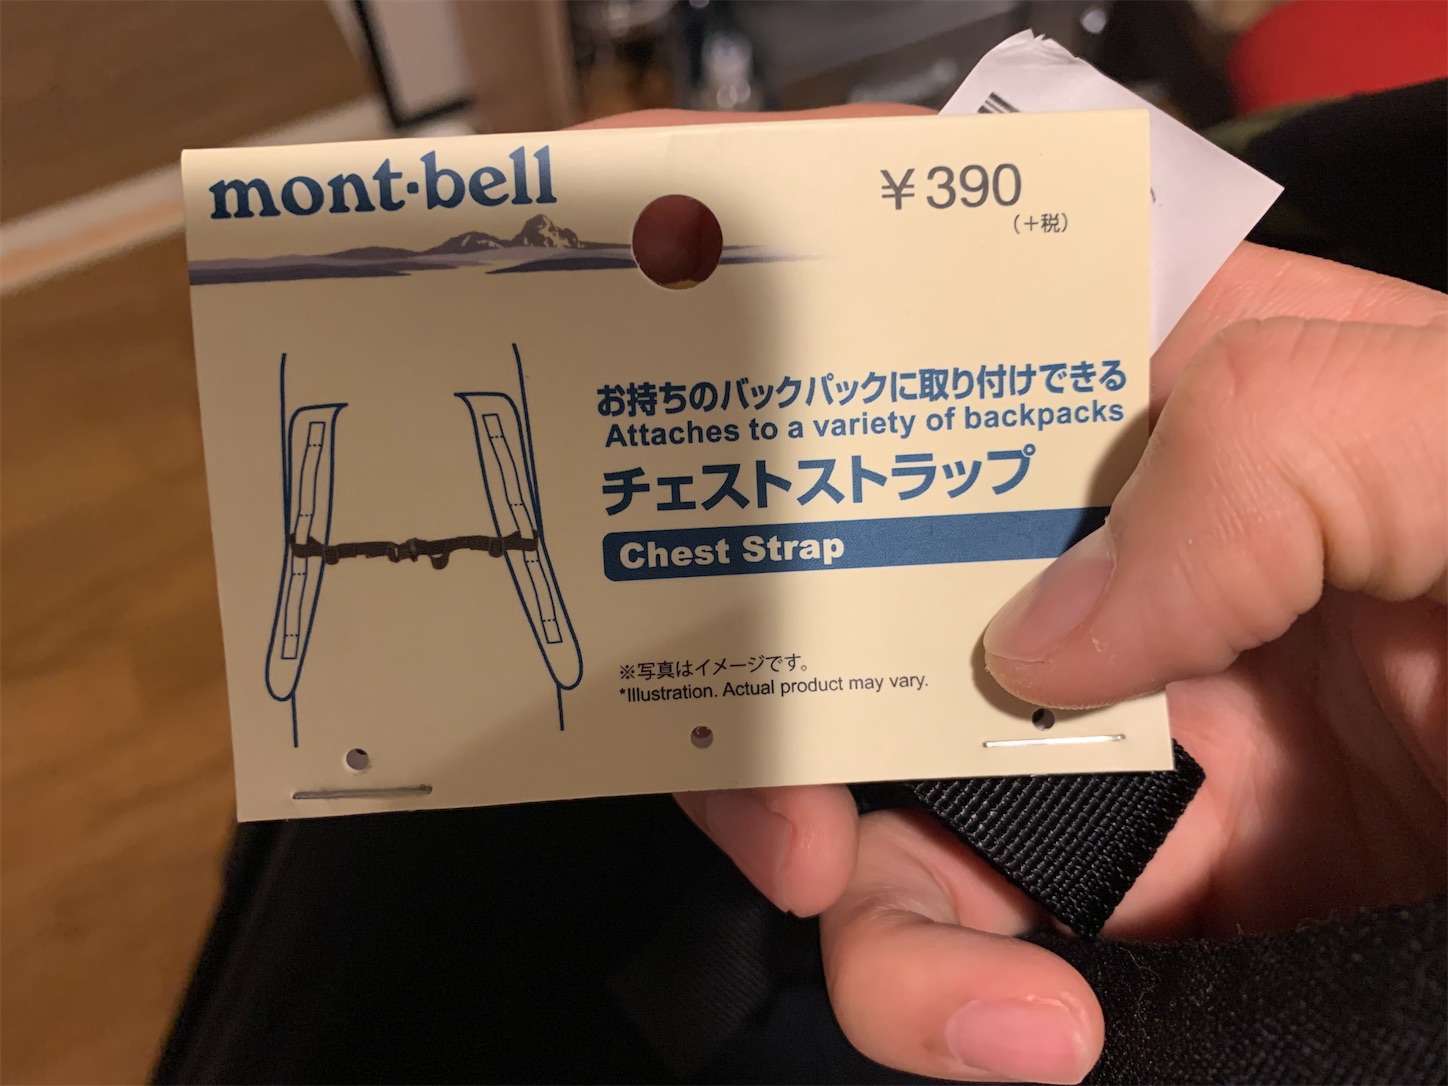 mont-bell
¥390
(+税)
お持ちのバックパックに取り付けできる
Attaches to a variety of backpacks
チェストストラップ
Chest Strap
※写真はイメージです。
*Illustration. Actual product may vary.